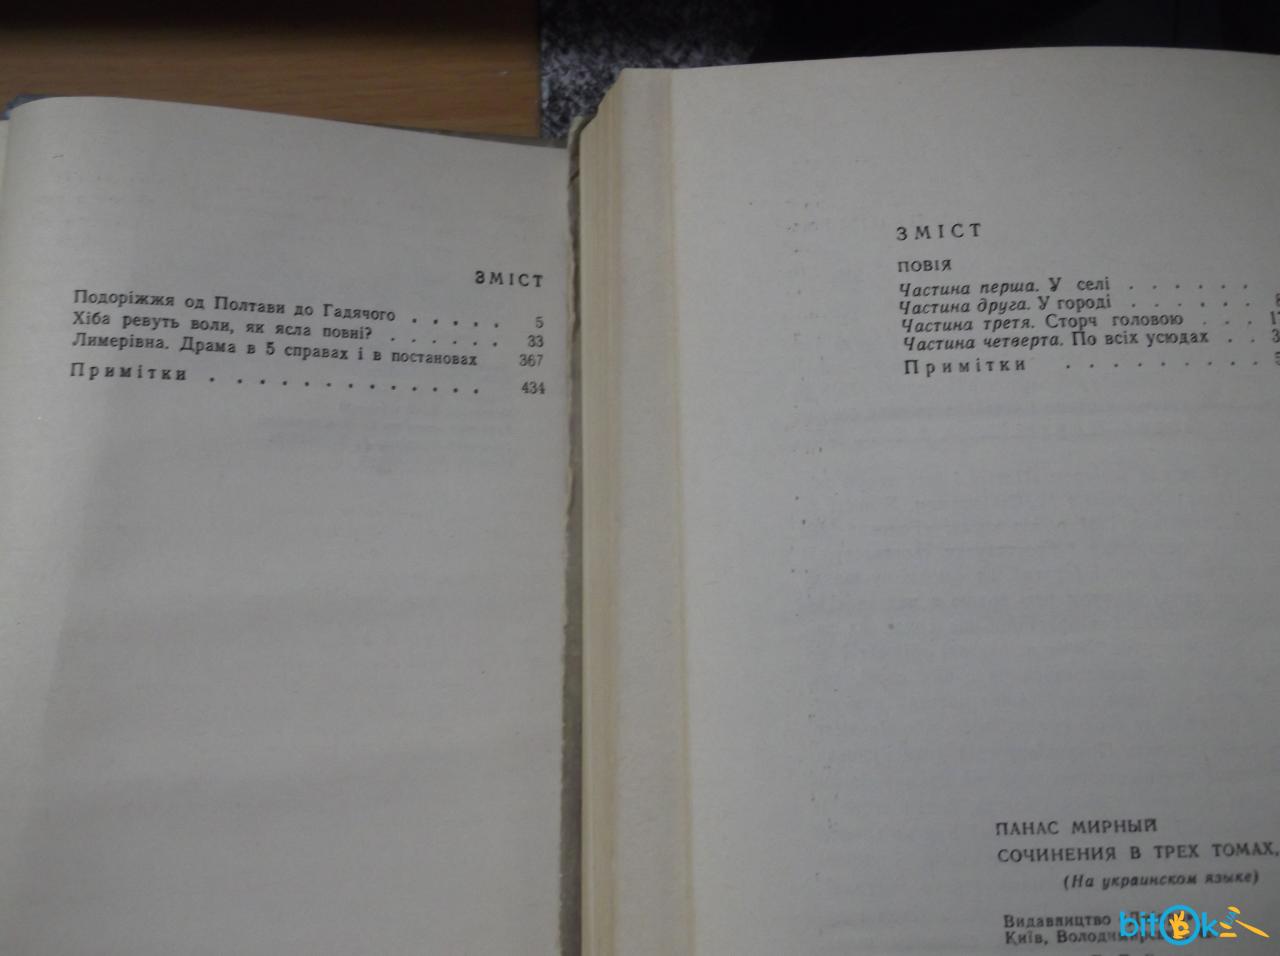 ЗМІСТ
Подоріжжя од Полтави до Гадячого . . . . . 5
Хіба ревуть воли, як ясла повні? . . . . . . 33
Лимерівна. Драма в 5 справах і в постановах 367
Примітки . . . . . . . . . . . . . 434
ЗМІСТ
ПОВІЯ
Частина перша. У селі . . . . . .
Частина друга. У городі . . . . . .
Частина третя. Сторч головою . . .
Частина четверта. По всіх усюдах . .
Примітки . . . . . . . . .
ПАНАС МИРНЫЙ
СОЧИНЕНИЯ В ТРЕХ ТОМАХ,
(На украинском языке)
Видавництво
Київ,